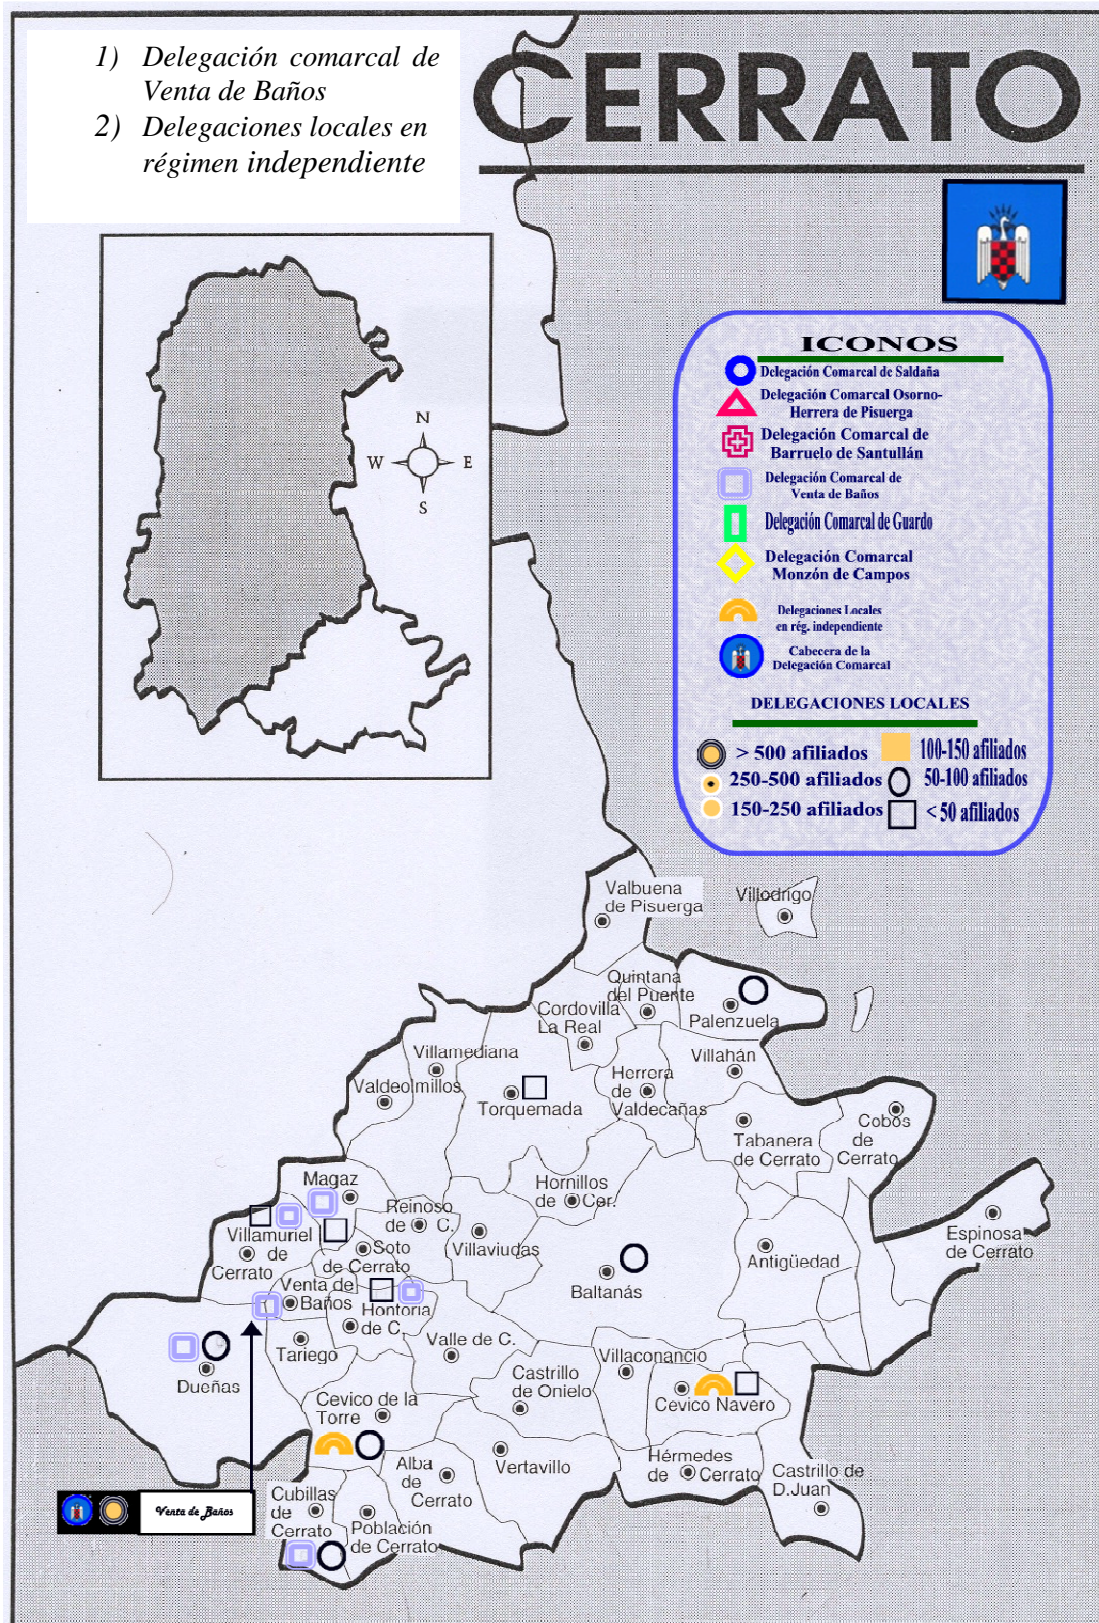 1) Delegación comarcal de
Venta de Baños
2) Delegaciones locales en
régimen independiente
CERRATO
N
W E
S
ICONOS
Delegación Comarcal de Saldaña
Delegación Comarcal Osorno-
Herrera de Pisuerga
Delegación Comarcal de
Barruelo de Santullán
Delegación Comarcal de
Venta de Baños
Delegación Comarcal de Guardo
Delegación Comarcal
Monzón de Campos
Delegaciones Locales
en rég. independiente
Cabecera de la
Delegación Comarcal
DELEGACIONES LOCALES
> 500 afiliados
100-150 afiliados
250-500 afiliados
50-100 afiliados
150-250 afiliados
< 50 afiliados
Valbuena
de Pisuerga
Villodrigo
Quintana
del Puente
Cordovilla
La Real
Palenzuela
Villamediana
Villahán
Valdeolmillos
Herrera
de
Valdecañas
Torquemada
Cobos
de
Cerrato
Tabanera
de Cerrato
Magaz
Hornillos
de Cer.
Reinoso
de C.
Villamuriel
de
Cerrato
Soto
de Cerrato
Villaviudas
Antigüedad
Espinosa
de Cerrato
Venta de
Baños
Baltanás
Hontoria
de C.
Tariego
Valle de C.
Villaconancio
Dueñas
Castrillo
de Onielo
Cevico Navero
Cevico de la
Torre
Alba
de
Cerrato
Vertavillo
Hérmedes
de Cerrato
Castrillo de
D.Juan
Cubillas
de
Cerrato
Población
de Cerrato
Venta de Baños